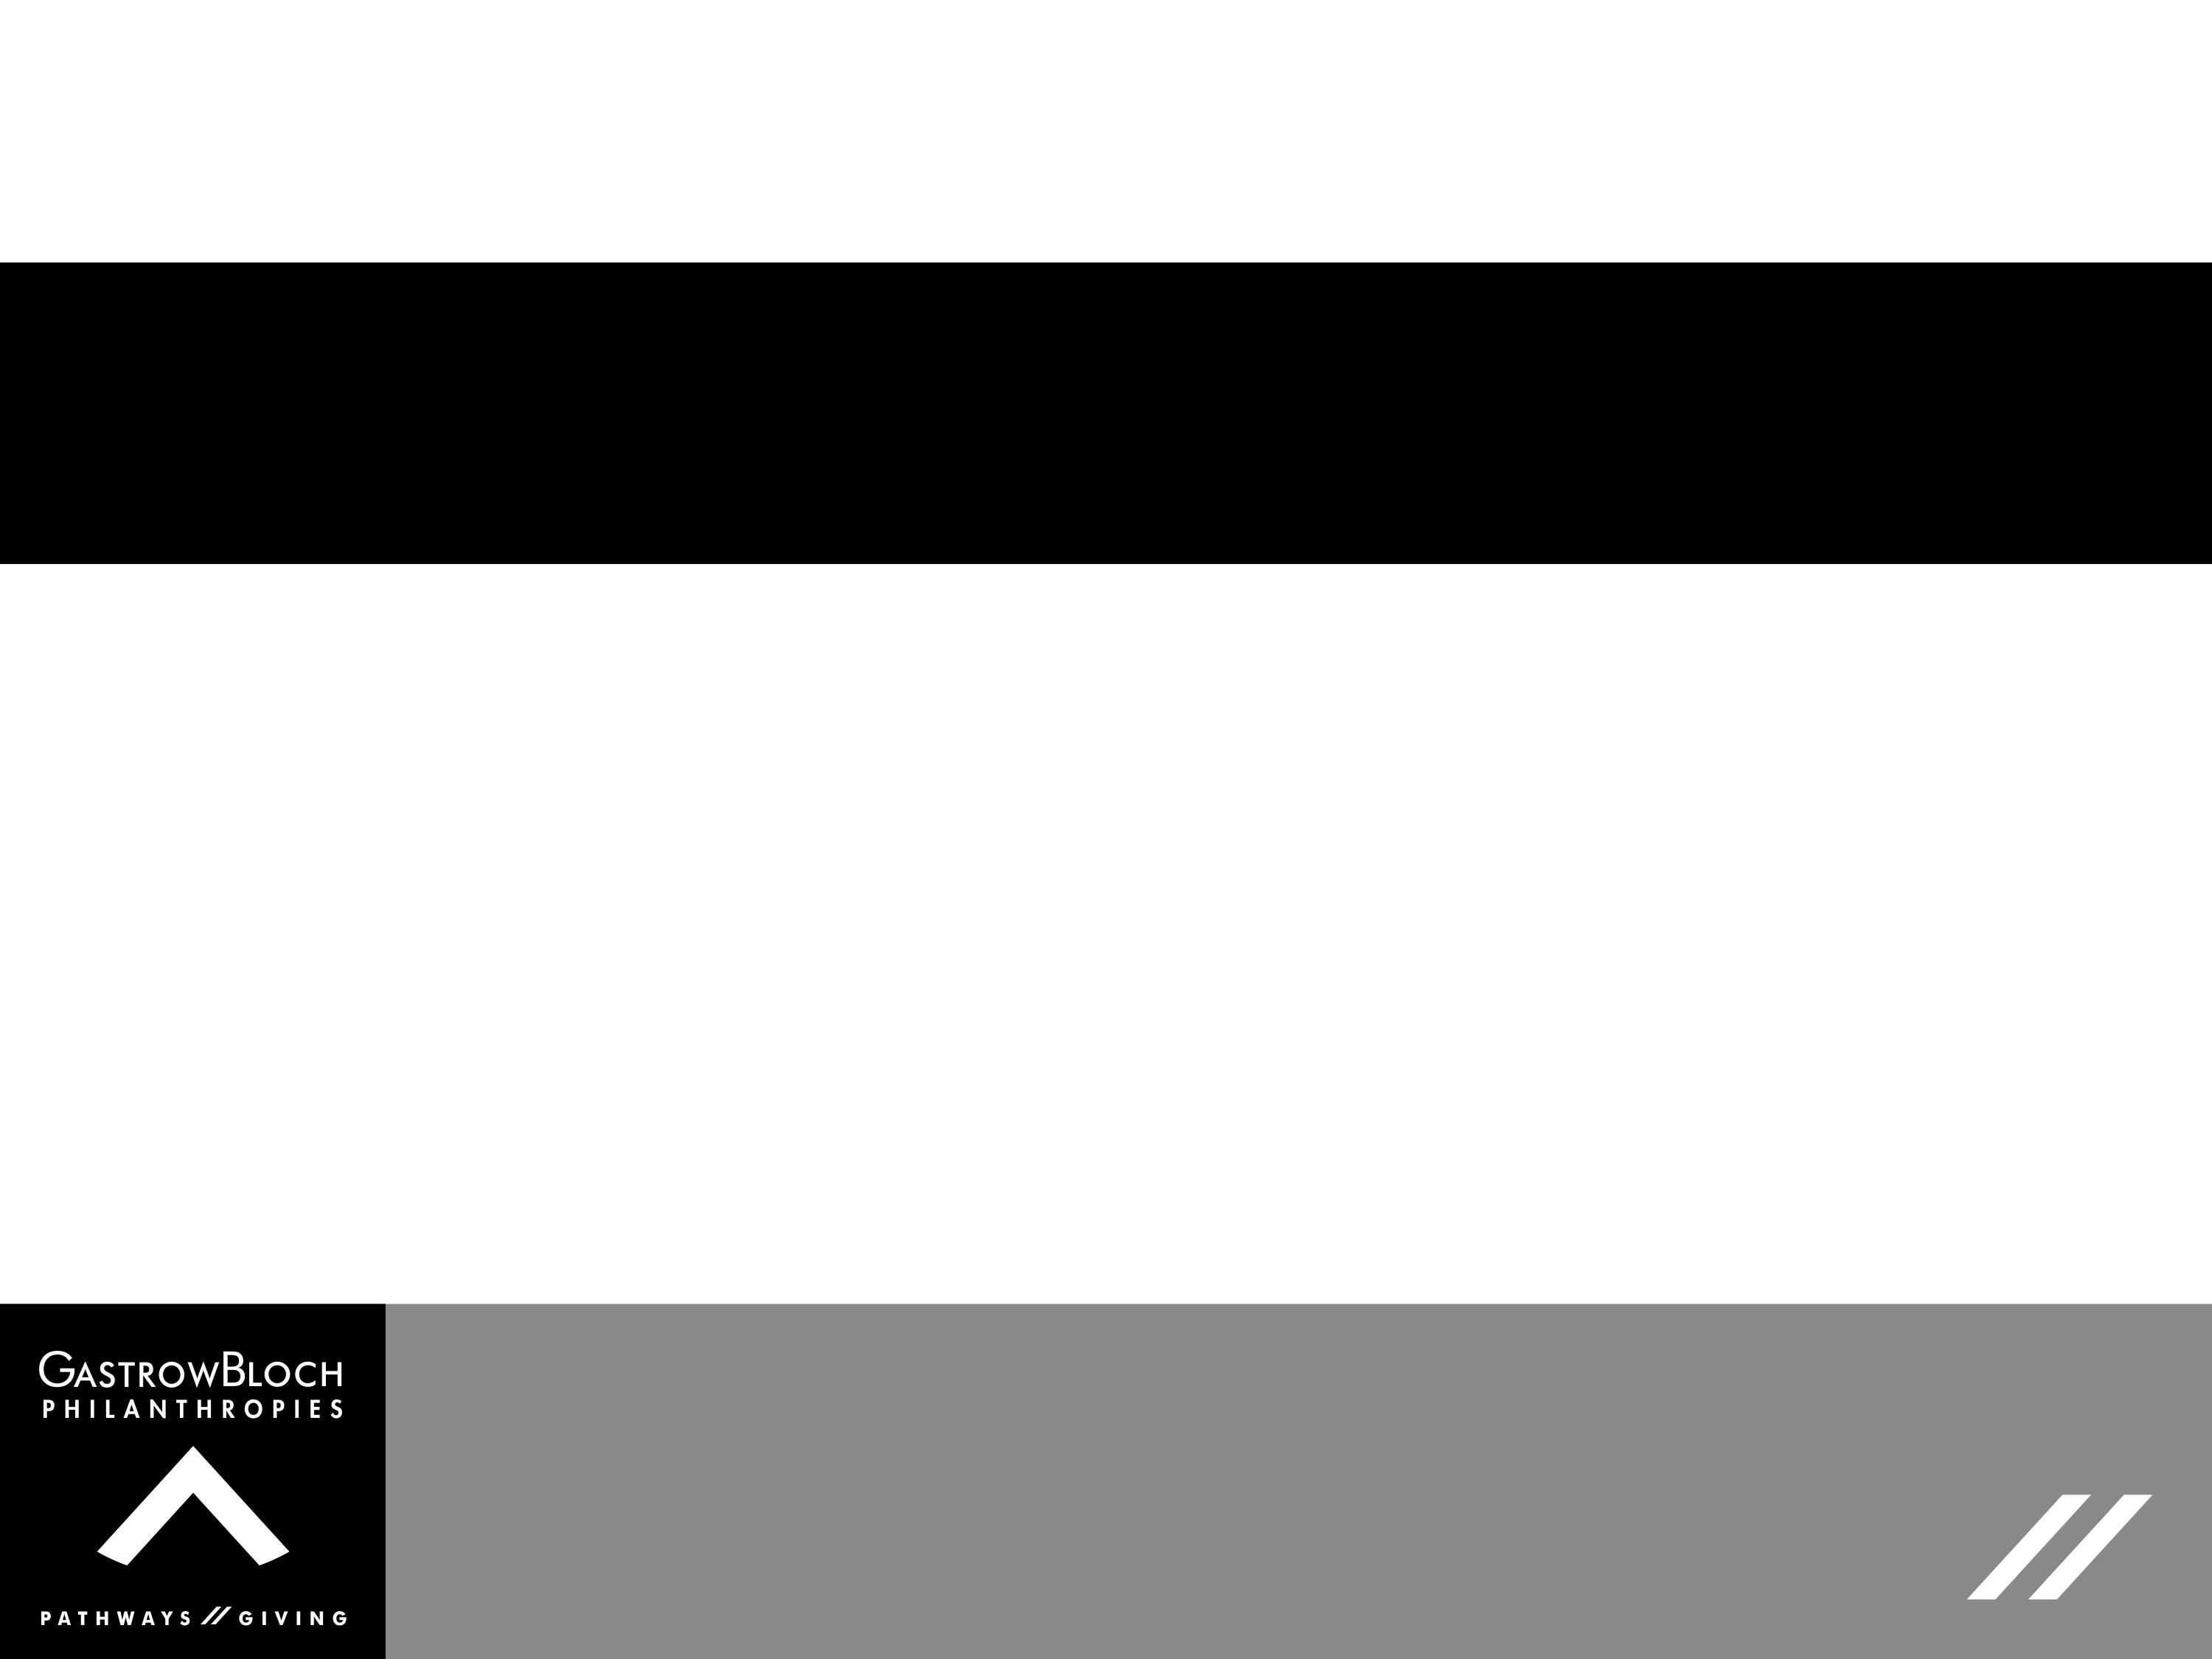 GASTROWBLOCH
PHILANTHROPIES
PATHWAYS // GIVING